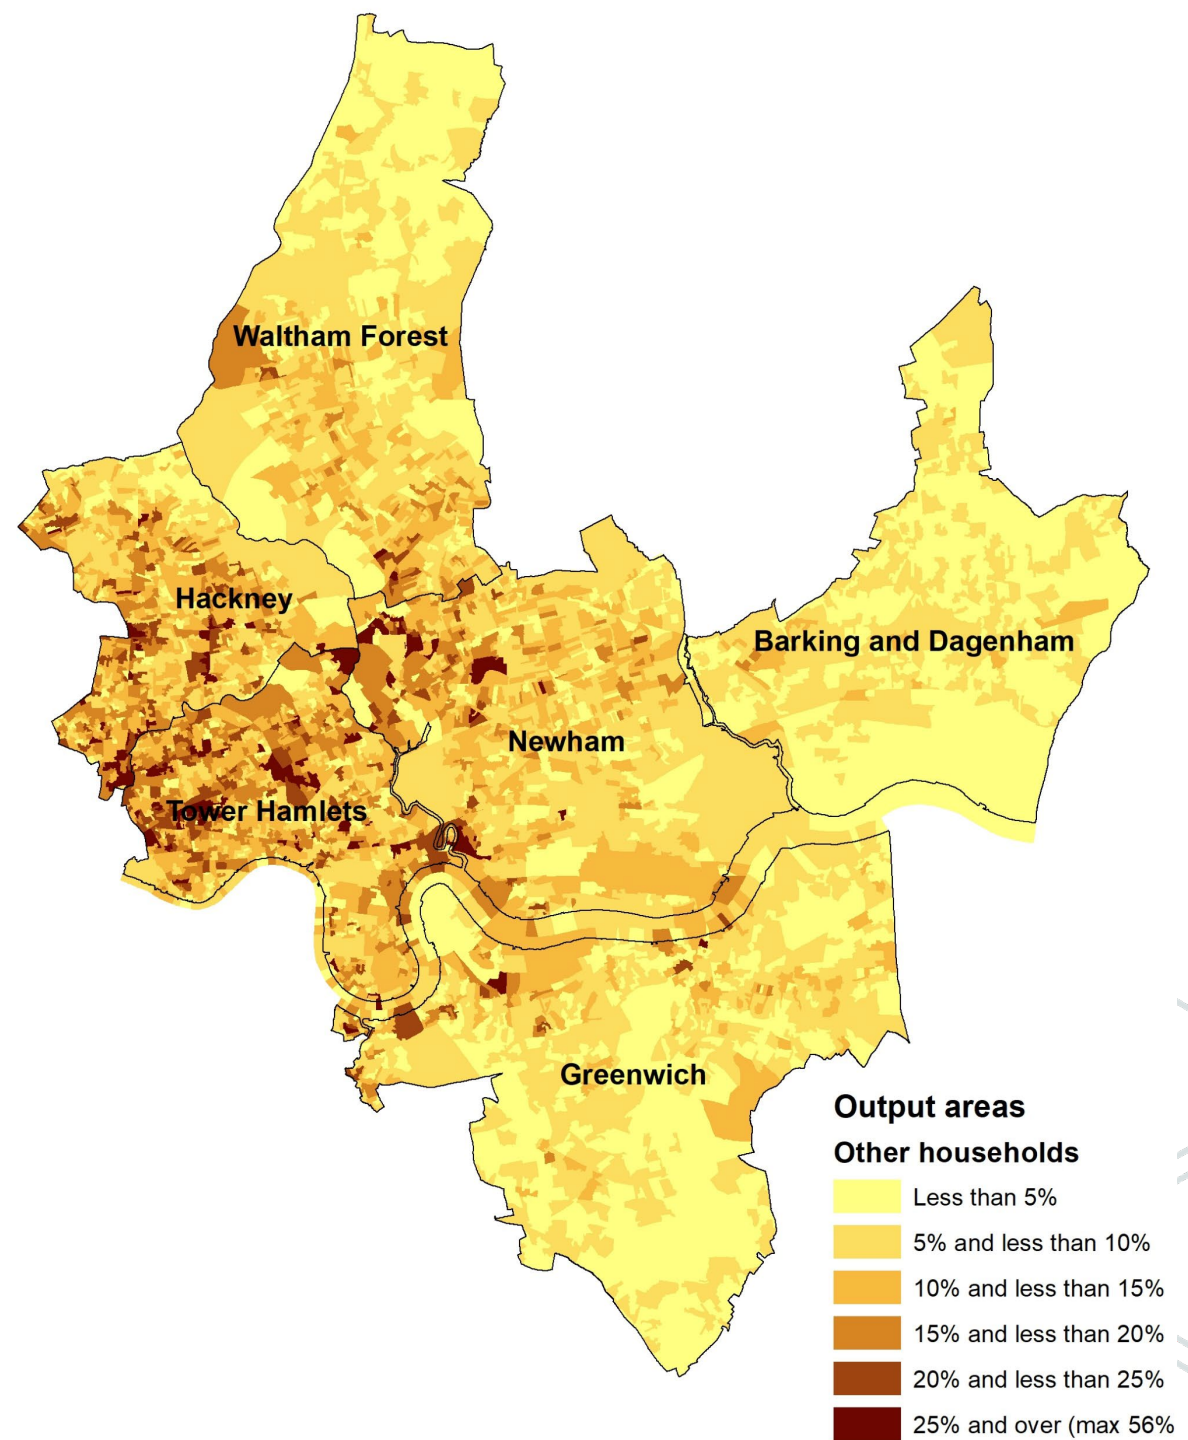 Waltham Forest
Hackney
Barking and Dagenham
Newham
Tower Hamlets
Greenwich
Output areas
Other households
Less than 5%
5% and less than 10%
10% and less than 15%
15% and less than 20%
20% and less than 25%
25% and over (max 56%